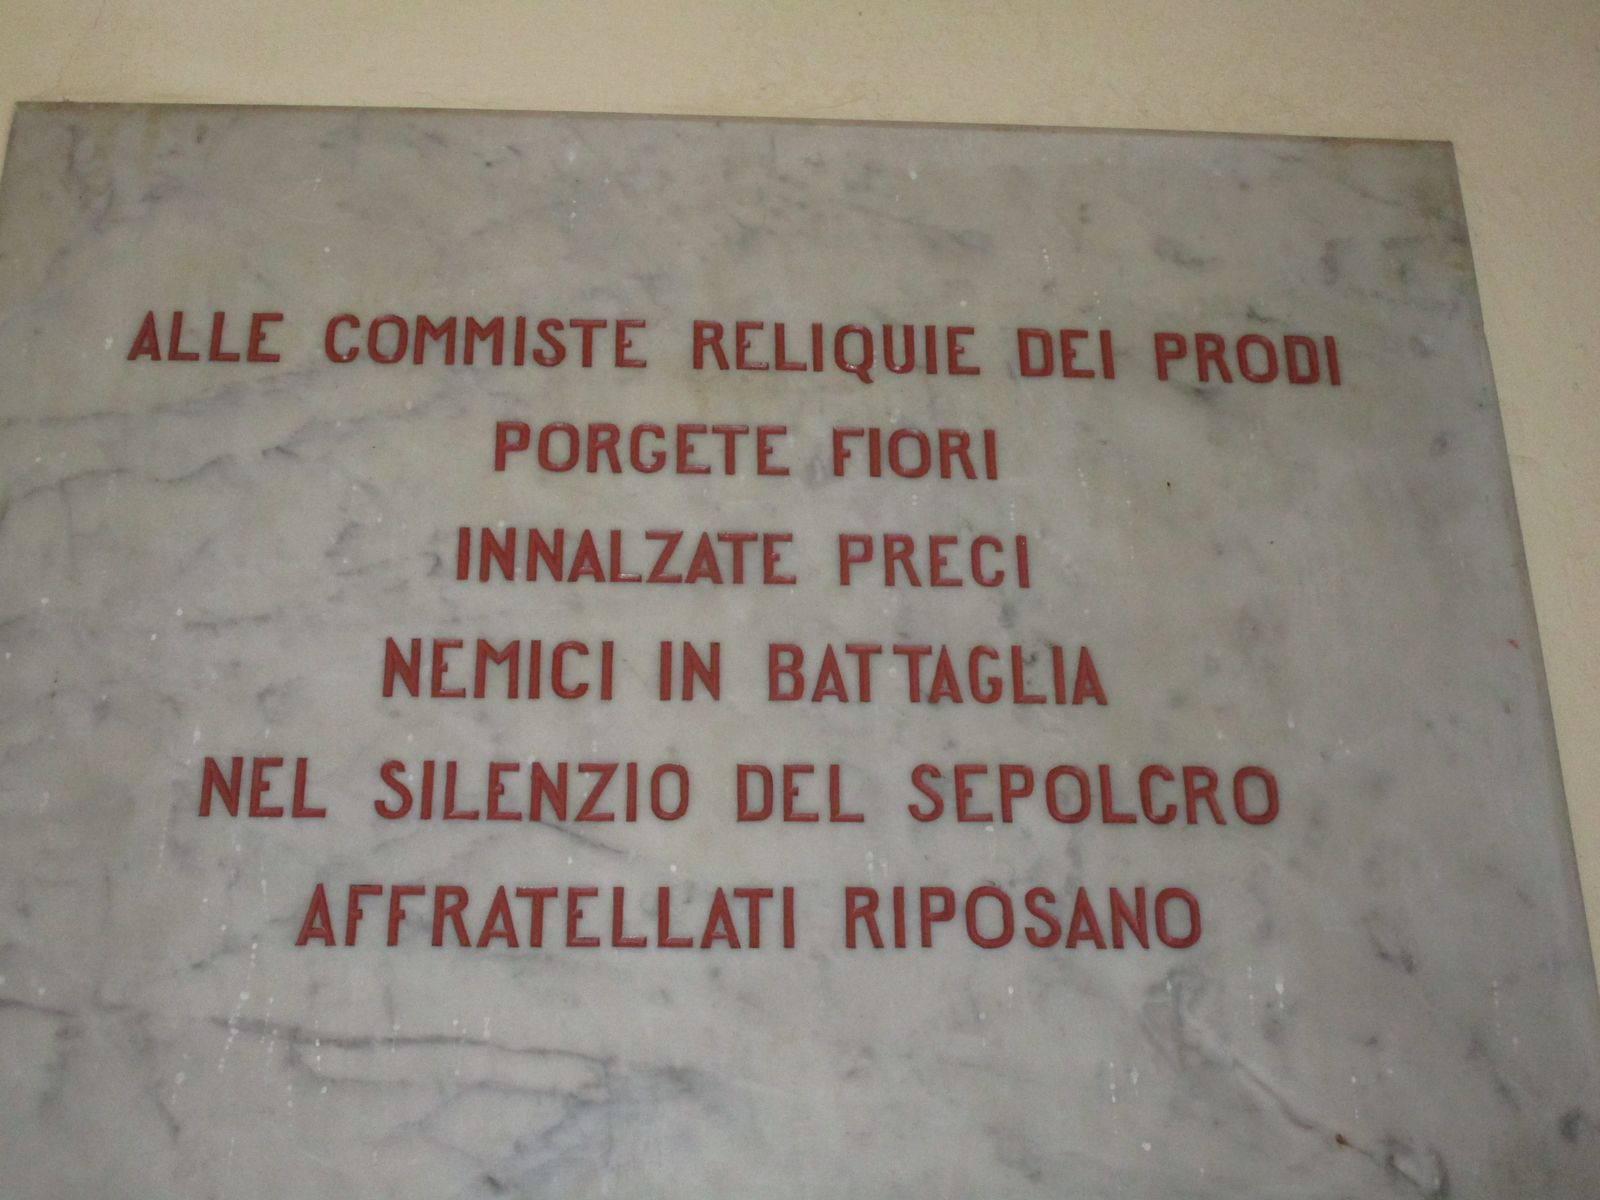 ALLE COMMISTE RELIQUIE DEI PRODI
PORGETE FIORI
INNALZATE PRECI
NEMICI IN BATTAGLIA
NEL SILENZIO DEL SEPOLCRO
AFFRATELLATI RIPOSANO